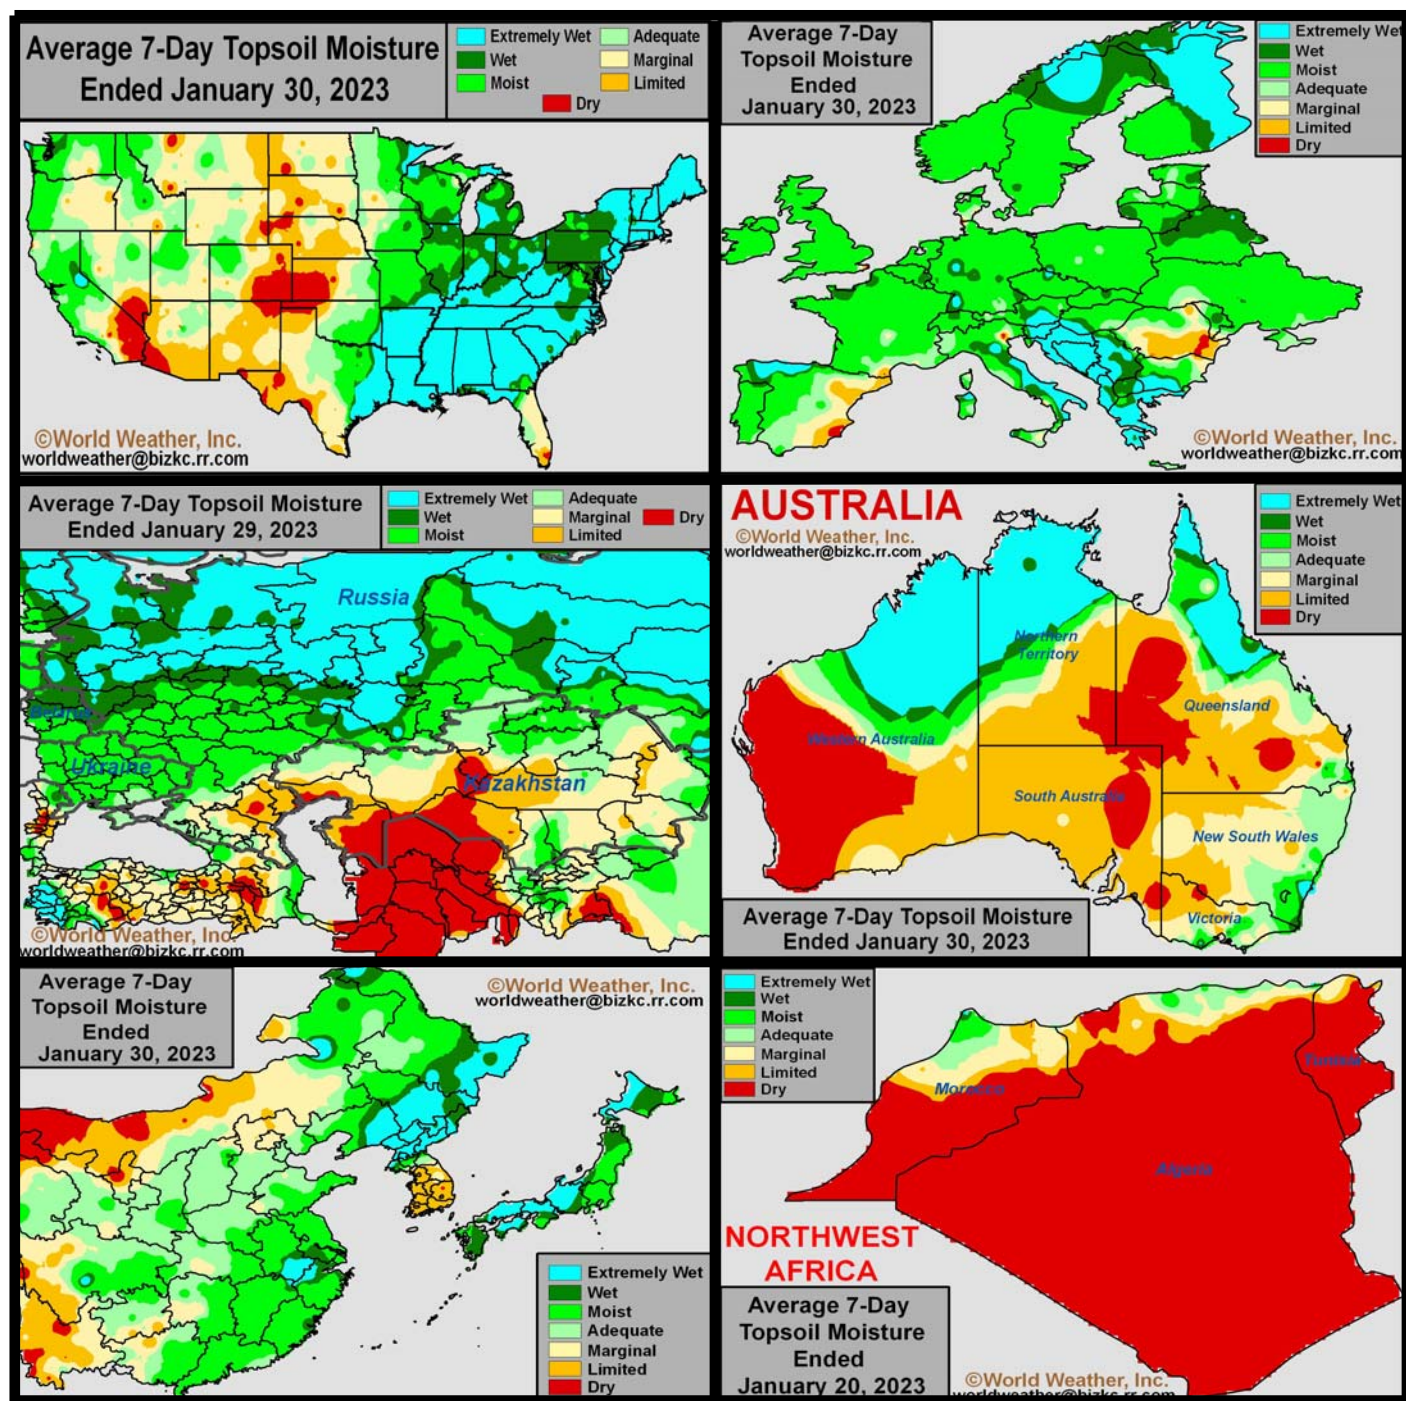 Average 7-Day Topsoil Moisture
Ended January 30, 2023
Extremely Wet
Wet
Moist
Adequate
Marginal
Limited
Dry
©World Weather, Inc.
worldweather@bizkc.rr.com
Average 7-Day
Topsoil Moisture
Ended
January 30, 2023
Extremely Wet
Wet
Moist
Adequate
Marginal
Limited
Dry
©World Weather, Inc.
worldweather@bizkc.rr.com
Average 7-Day Topsoil Moisture
Ended January 29, 2023
Extremely Wet
Wet
Moist
Adequate
Marginal
Limited
Dry
Russia
Belarus
Ukraine
Kazakhstan
©World Weather, Inc.
worldweather@bizkc.rr.com
AUSTRALIA
©World Weather, Inc.
worldweather@bizkc.rr.com
Extremely Wet
Wet
Moist
Adequate
Marginal
Limited
Dry
Northern
Territory
Queensland
Western Australia
South Australia
New South Wales
Victoria
Average 7-Day Topsoil Moisture
Ended January 30, 2023
Average 7-Day
Topsoil Moisture
Ended
January 30, 2023
©World Weather, Inc.
worldweather@bizkc.rr.com
Extremely Wet
Wet
Moist
Adequate
Marginal
Limited
Dry
Extremely Wet
Wet
Moist
Adequate
Marginal
Limited
Dry
Morocco
Tunisia
Algeria
NORTHWEST
AFRICA
Average 7-Day
Topsoil Moisture
Ended
January 20, 2023
©World Weather, Inc.
worldweather@bizkc.rr.com